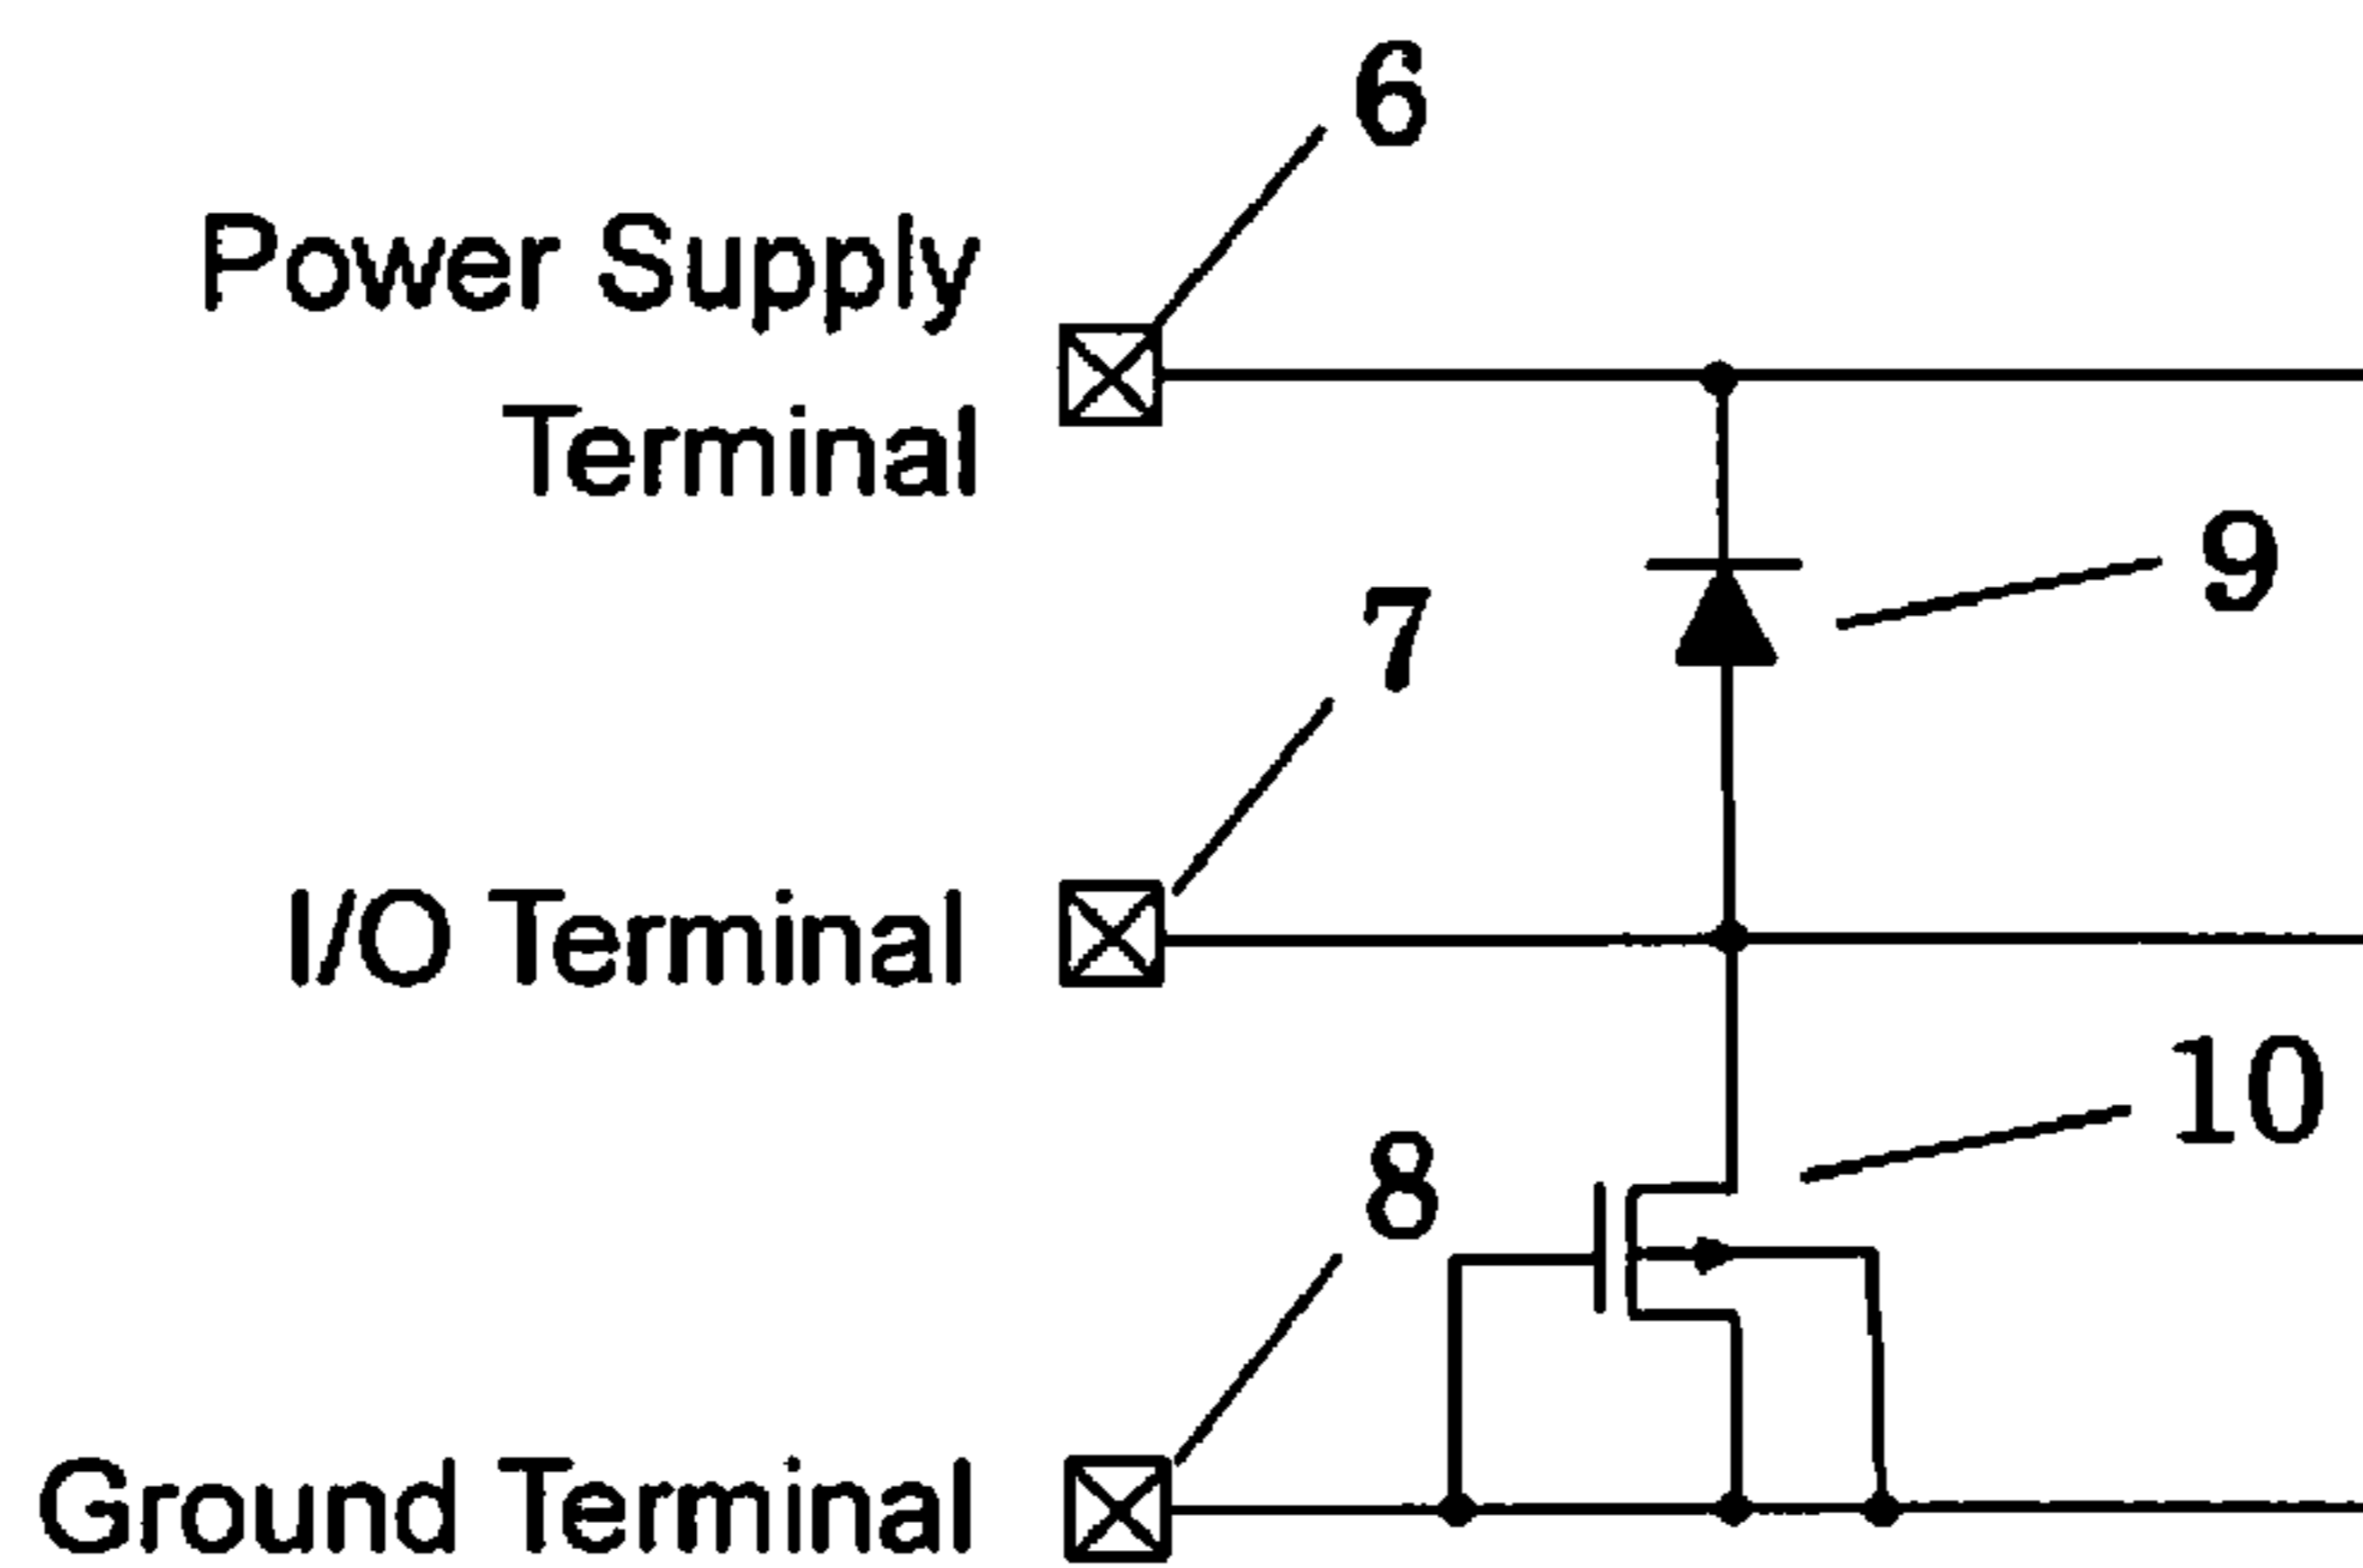 6
Power Supply
Terminal
9
7
I/O Terminal
10
8
Ground Terminal